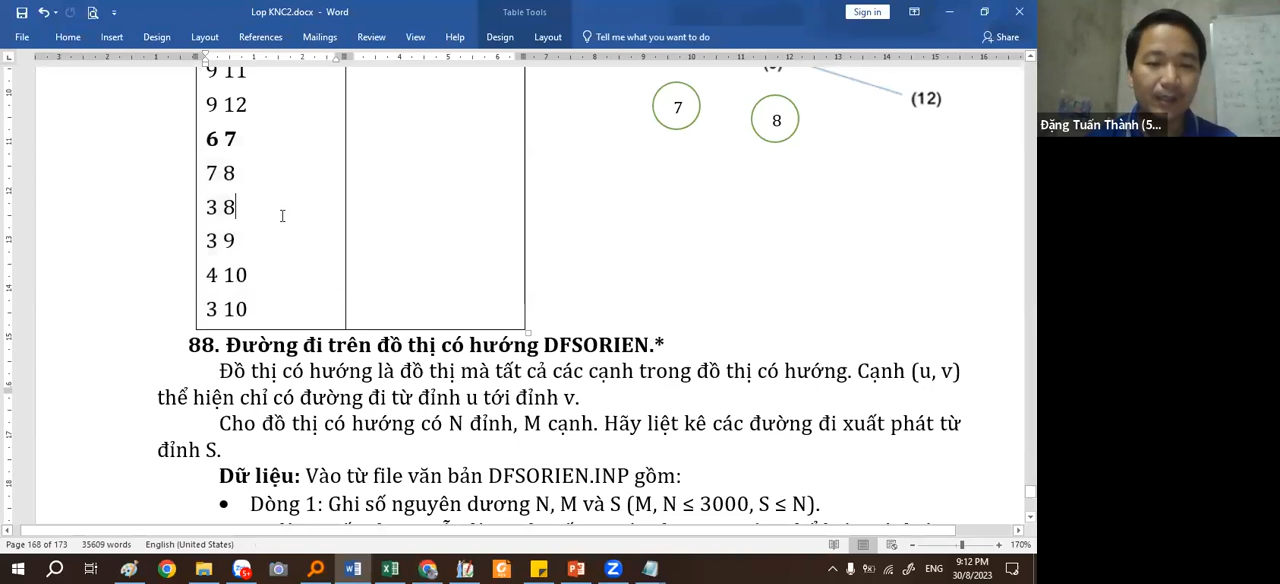 Lop KNC2.docx - Word
Table Tools
Sign in
File
Home
Insert
Design
Layout
References
Mailings
Review
View
Help
Design
Layout
Tell me what you want to do
Share
9 11
9 12
6 7
7 8
3 8
3 9
4 10
3 10
7
8
(12)
88. Đường đi trên đồ thị có hướng DFSORIEN.*
Đồ thị có hướng là đồ thị mà tất cả các cạnh trong đồ thị có hướng. Cạnh (u, v)
thể hiện chỉ có đường đi từ đỉnh u tới đỉnh v.
Cho đồ thị có hướng có N đỉnh, M cạnh. Hãy liệt kê các đường đi xuất phát từ
đỉnh S.
Dữ liệu: Vào từ file văn bản DFSORIEN.INP gồm:
• Dòng 1: Ghi số nguyên dương N, M và S (M, N ≤ 3000, S ≤ N).
Page 168 of 173
35609 words
English (United States)
170%
ENG
9:12 PM
30/8/2023
Đặng Tuấn Thành (5...